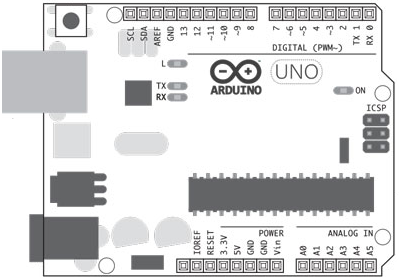 SCL
SDA
AREF
GND
13
12
~11
~10
~9
8
7
~6
~5
4
~3
2
TX 1
RX 0
DIGITAL (PWM~)
L
TX
RX
ARDUINO
UNO
ON
ICSP
POWER
ANALOG IN
IOREF
RESET
3.3V
5V
GND
GND
Vin
A0
A1
A2
A3
A4
A5